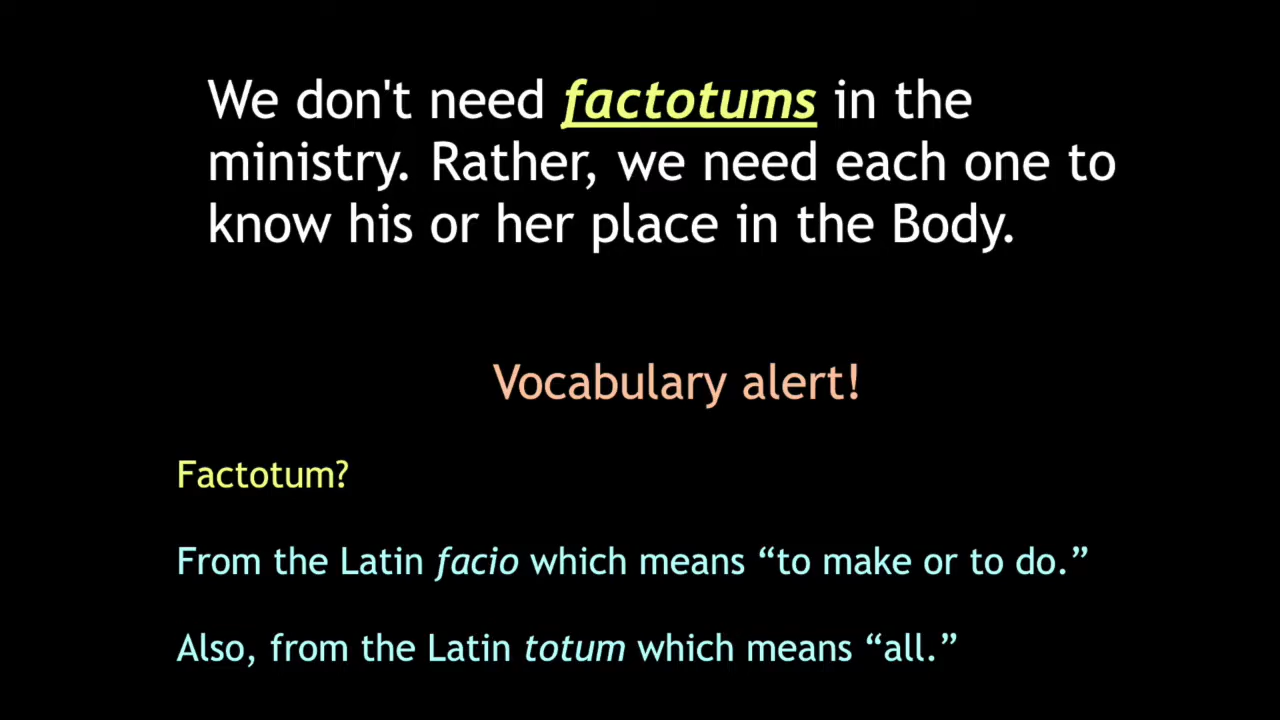 We don't need factotums in the
ministry. Rather, we need each one to
know his or her place in the Body.
Vocabulary alert!
Factotum?
From the Latin facio which means “to make or to do.”
Also, from the Latin totum which means “all.”